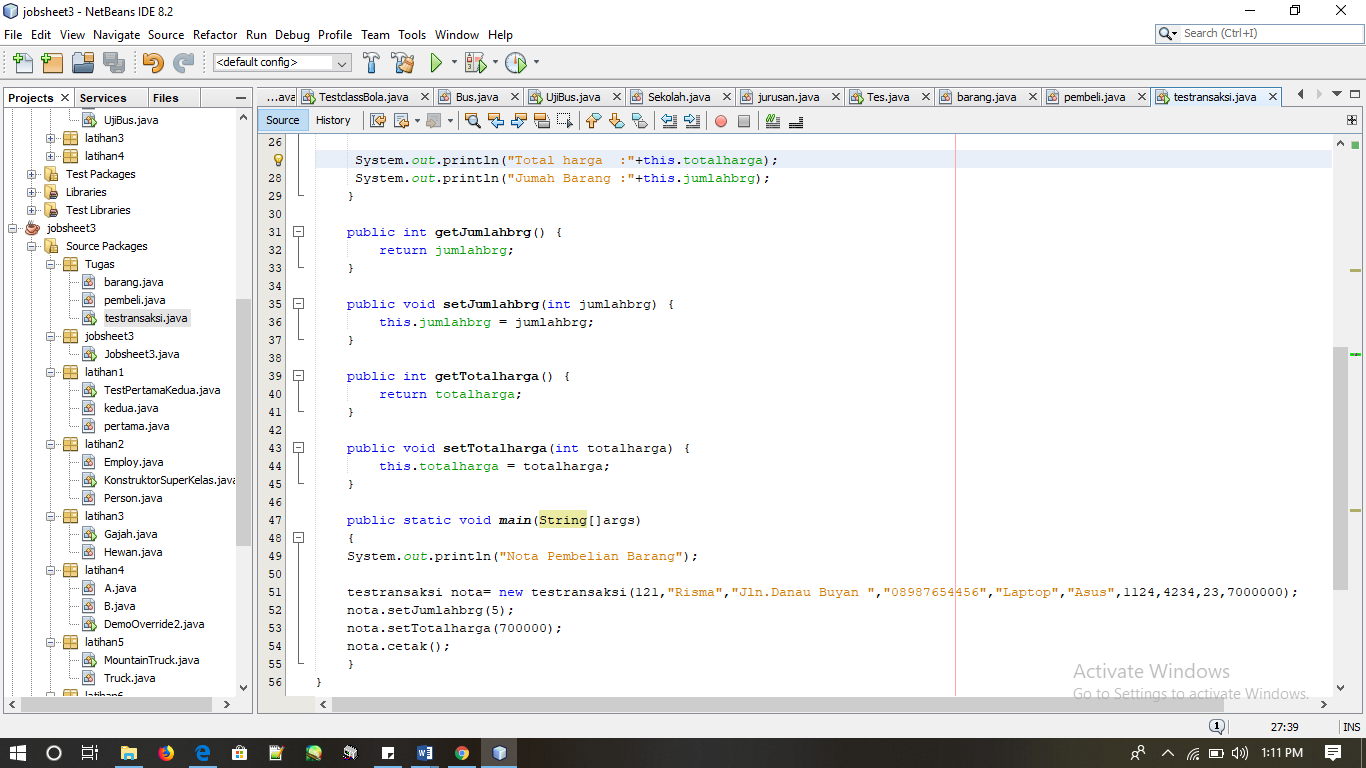 jobsheet3 - NetBeans IDE 8.2
File Edit View Navigate Source Refactor Run Debug Profile Team Tools Window Help
Search (Ctrl+I)
<default config>
Projects Services Files
...ava TestclassBola.java Bus.java UjiBus.java Sekolah.java jurusan.java Tes.java barang.java pembeli.java testransaksi.java
Source History
UjiBus.java
latihan3
latihan4
Test Packages
Libraries
Test Libraries
jobsheet3
Source Packages
Tugas
barang.java
pembeli.java
testransaksi.java
jobsheet3
Jobsheet3.java
latihan1
TestPertamaKedua.java
kedua.java
pertama.java
latihan2
Employ.java
KonstruktorSuperKelas.java
Person.java
latihan3
Gajah.java
Hewan.java
latihan4
A.java
B.java
DemoOverride2.java
latihan5
MountainTruck.java
Truck.java
latihan6
26
System.out.println("Total harga  :"+this.totalharga);
28 System.out.println("Jumah Barang :"+this.jumlahbrg);
29 }
30
31 public int getJumlahbrg() {
32 return jumlahbrg;
33 }
34
35 public void setJumlahbrg(int jumlahbrg) {
36 this.jumlahbrg = jumlahbrg;
37 }
38
39 public int getTotalharga() {
40 return totalharga;
41 }
42
43 public void setTotalharga(int totalharga) {
44 this.totalharga = totalharga;
45 }
46
47 public static void main(String[]args)
48 {
49 System.out.println("Nota Pembelian Barang");
50
51 testransaksi nota= new testransaksi(121,"Risma","Jln.Danau Buyan ","08987654456","Laptop","Asus",1124,4234,23,7000000);
52 nota.setJumlahbrg(5);
53 nota.setTotalharga(700000);
54 nota.cetak();
55 }
56 }
Activate Windows
Go to Settings to activate Windows.
1 27:39 INS
1:11 PM